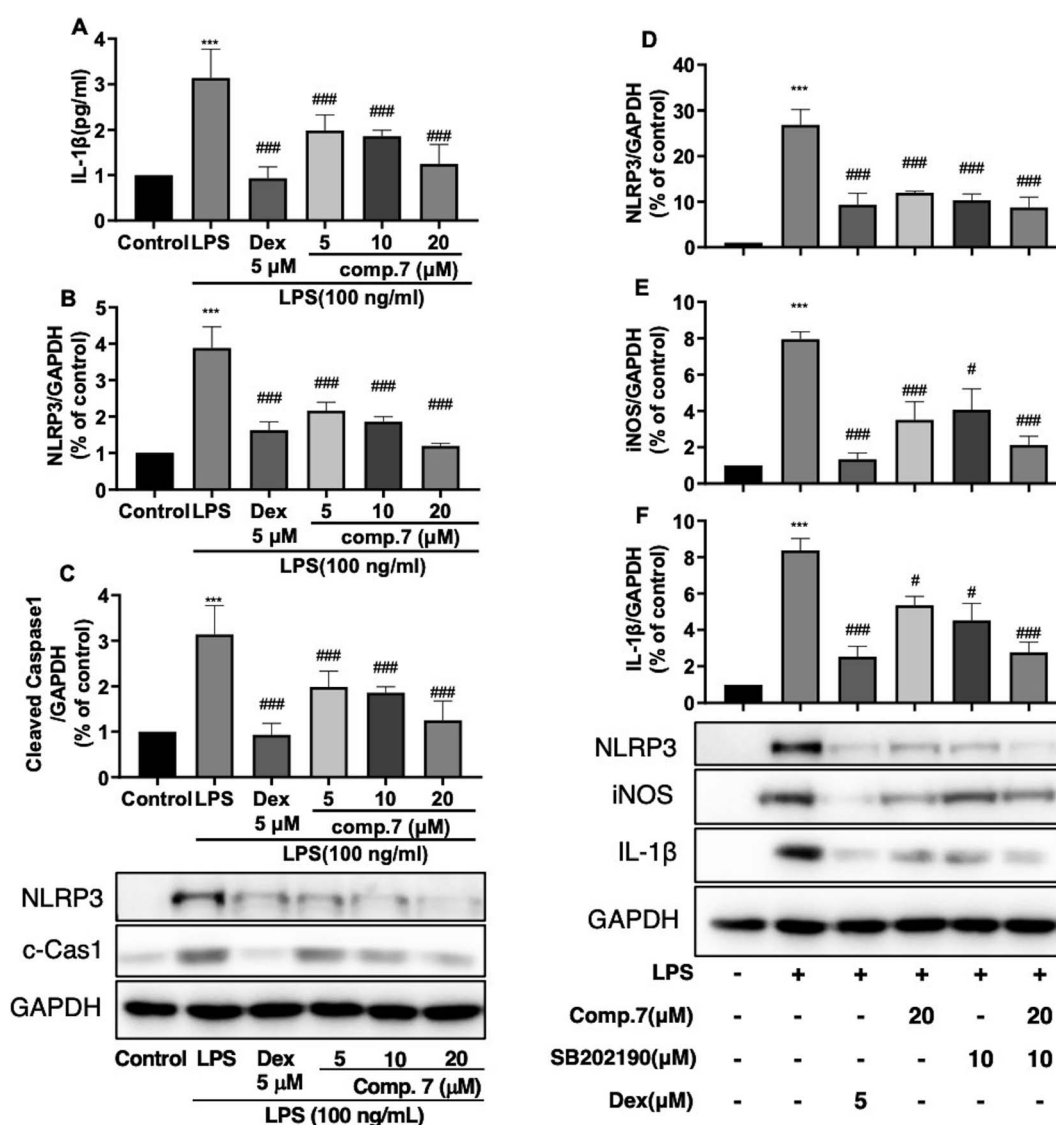 A
IL-1β(pg/ml)
4
3
2
1
0
***
###
###
###
###
Control LPS Dex 5 10 20
5 µM comp.7 (µM)
LPS(100 ng/ml)
B
NLRP3/GAPDH
(% of control)
5
4
3
2
1
0
***
###
###
###
###
Control LPS Dex 5 10 20
5 µM comp.7 (µM)
LPS(100 ng/ml)
C
Cleaved Caspase1
/GAPDH
(% of control)
4
3
2
1
0
***
###
###
###
###
Control LPS Dex 5 10 20
5 µM comp.7 (µM)
LPS(100 ng/ml)
NLRP3
c-Cas1
GAPDH
Control LPS Dex 5 10 20
5 µM Comp. 7 (µM)
LPS (100 ng/mL)
D
NLRP3/GAPDH
(% of control)
40
30
20
10
0
***
###
###
###
###
E
iNOS/GAPDH
(% of control)
10
8
6
4
2
0
***
###
###
#
###
F
IL-1β/GAPDH
(% of control)
10
8
6
4
2
0
***
###
#
#
###
NLRP3
iNOS
IL-1β
GAPDH
LPS - + + + + +
Comp.7(µM) - - - 20 - 20
SB202190(µM) - - - - 10 10
Dex(µM) - - 5 - - -